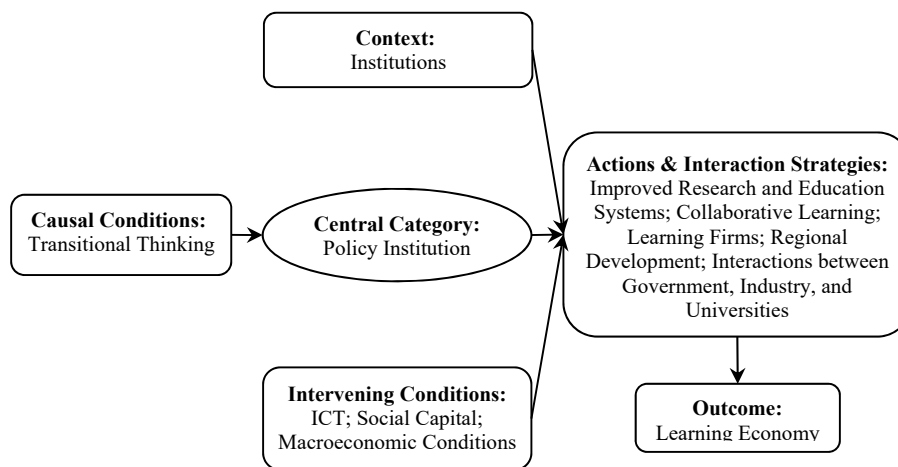 Context:
Institutions
Causal Conditions:
Transitional Thinking
Central Category:
Policy Institution
Actions & Interaction Strategies:
Improved Research and Education
Systems; Collaborative Learning;
Learning Firms; Regional
Development; Interactions between
Government, Industry, and
Universities
Intervening Conditions:
ICT; Social Capital;
Macroeconomic Conditions
Outcome:
Learning Economy